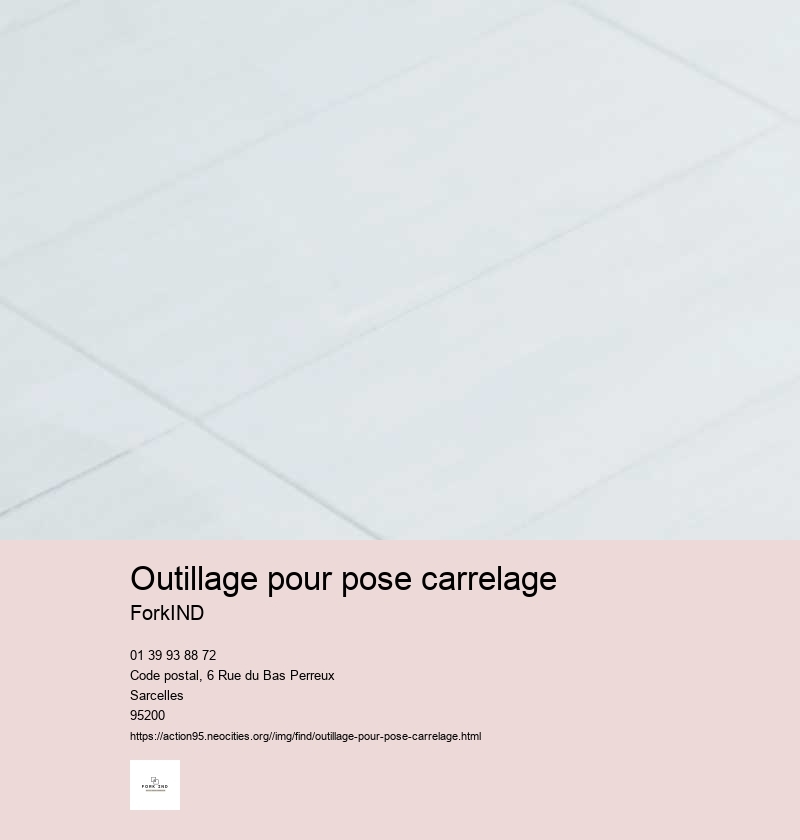 Outillage pour pose carrelage
ForkIND
01 39 93 88 72
Code postal, 6 Rue du Bas Perreux
Sarcelles
95200
https://action95.neocities.org//img/find/outillage-pour-pose-carrelage.html
FORK IND